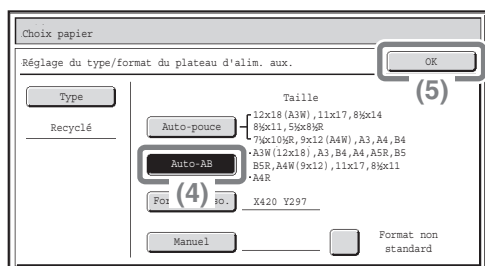 Choix papier
Réglage du type/format du plateau d'alim. aux.
OK
(5)
Type
Recyclé
Taille
Auto-pouce
12x18(A3W),11x17,8½x14
8½x11,5½x8½R
7¼x10½R,9x12(A4W),A3,A4,B4
Auto-AB
(4)
A3W(12x18),A3,B4,A4,A5R,B5
B5R,A4W(9x12),11x17,8½x11
A4R
X420 Y297
Manuel
Format non
standard